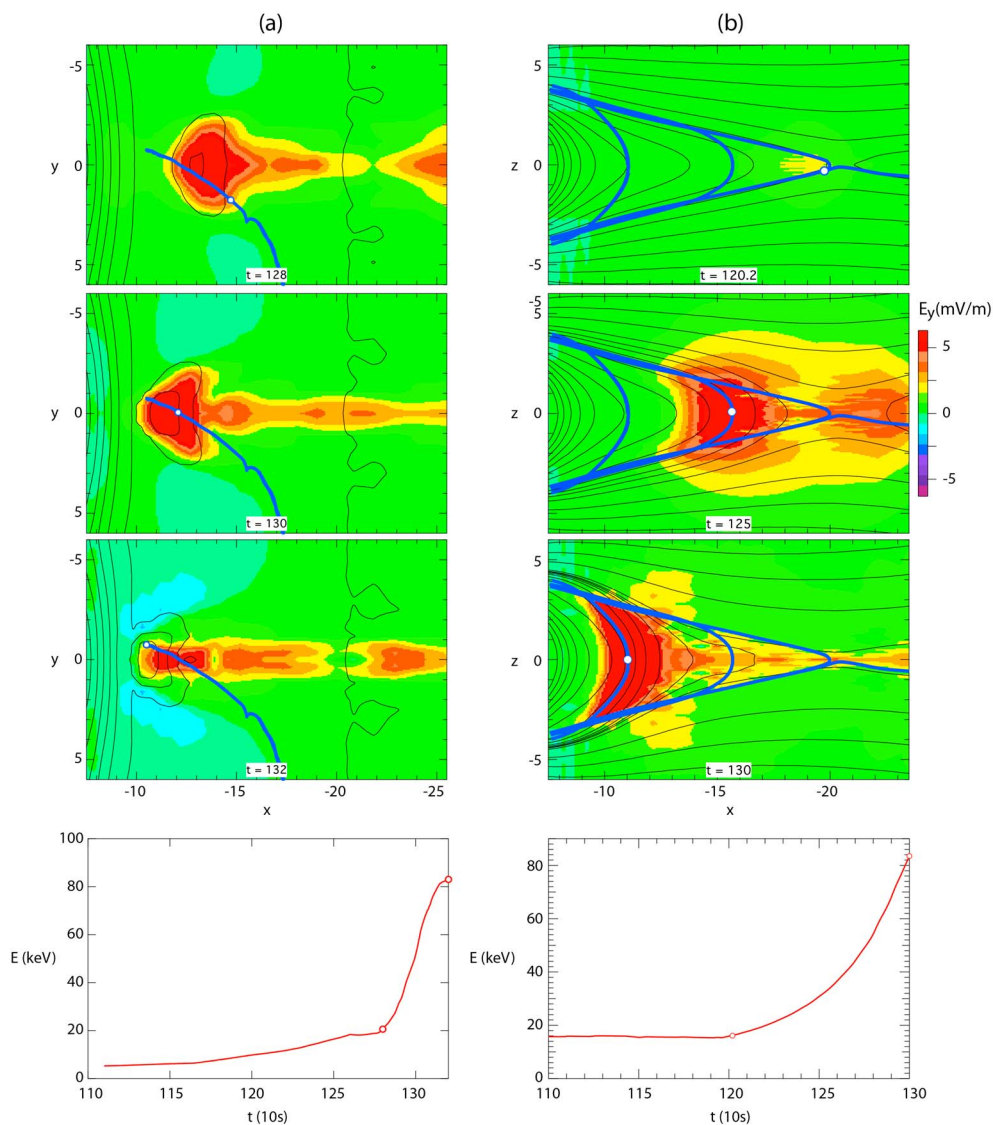 (a) (b)
-5 5
y 0 z 0
5 t = 128 -5 t = 120.2
-5 -5 5 Ey(mV/m)
5
y 0 z 0 0
-5
5 t = 130 -5 t = 125
-5 5
y 0 z 0
5 t = 132 -5 t = 130
-10 -15 -20 -25 -10 -15 -20
x x
100
80 80
60 60
E (keV) E (keV)
40 40
20 20
0 0
110 115 120 125 130 110 115 120 125 130
t (10s) t (10s)